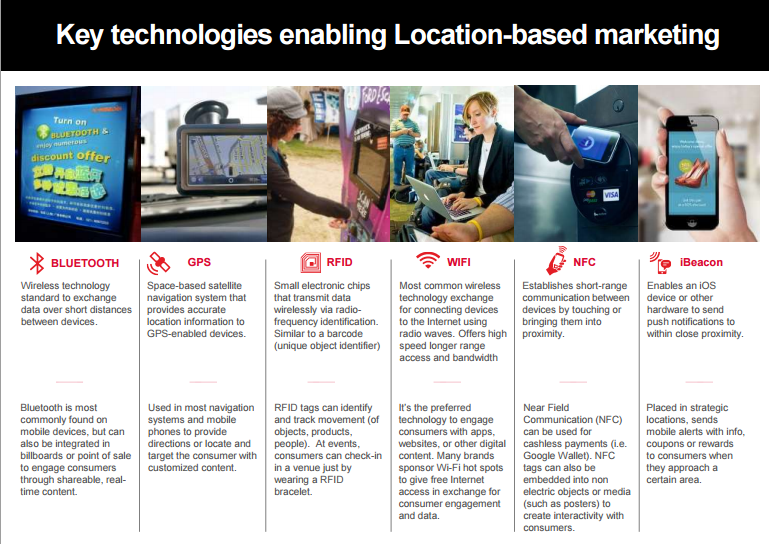 Key technologies enabling Location-based marketing
Turn on
BLUETOOTH &
enjoy numerous
discount offer
FORD ESC
VISA
BLUETOOTH
Wireless technology
standard to exchange
data over short distances
between devices.
GPS
Space-based satellite
navigation system that
provides accurate
location information to
GPS-enabled devices.
RFID
Small electronic chips
that transmit data
wirelessly via radio-
frequency identification.
Similar to a barcode
(unique object identifier)
WIFI
Most common wireless
technology exchange
for connecting devices
to the Internet using
radio waves. Offers high
speed longer range
access and bandwidth
NFC
Establishes short-range
communication between
devices by touching or
bringing them into
proximity.
iBeacon
Enables an iOS
device or other
hardware to send
push notifications to
within close proximity.
Bluetooth is most
commonly found on
mobile devices, but can
also be integrated in
billboards or point of sale
to engage consumers
through shareable, real-
time content.
Used in most navigation
systems and mobile
phones to provide
directions or locate and
target the consumer with
customized content.
RFID tags can identify
and track movement (of
objects, products,
people).  At events,
consumers can check-in
in a venue just by
wearing a RFID
bracelet.
It's the preferred
technology to engage
consumers with apps,
websites, or other digital
content. Many brands
sponsor Wi-Fi hot spots
to give free Internet
access in exchange for
consumer engagement
and data.
Near Field
Communication (NFC)
can be used for
cashless payments (i.e.
Google Wallet). NFC
tags can also be
embedded into non
electric objects or media
(such as posters) to
create interactivity with
consumers.
Placed in strategic
locations, sends
mobile alerts with info,
coupons or rewards
to consumers when
they approach a
certain area.